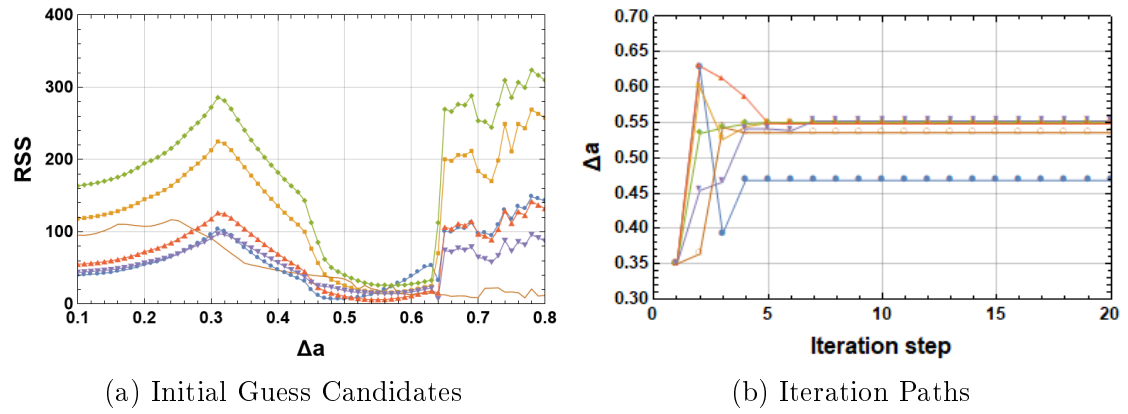 400
300
200
100
0
RSS
0.1 0.2 0.3 0.4 0.5 0.6 0.7 0.8
Δa
(a) Initial Guess Candidates
0.70
0.65
0.60
0.55
0.50
0.45
0.40
0.35
0.30
Δa
0 5 10 15 20
Iteration step
(b) Iteration Paths